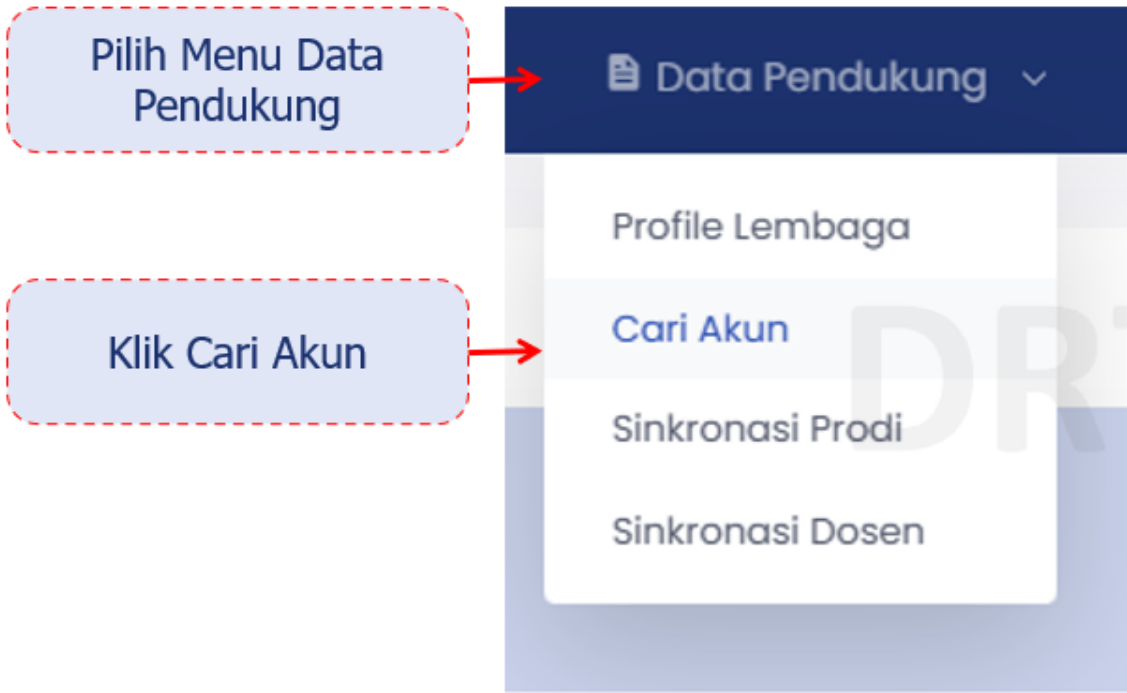 Pilih Menu Data
Pendukung
Data Pendukung
Profile Lembaga
Klik Cari Akun
Cari Akun
Sinkronasi Prodi
Sinkronasi Dosen